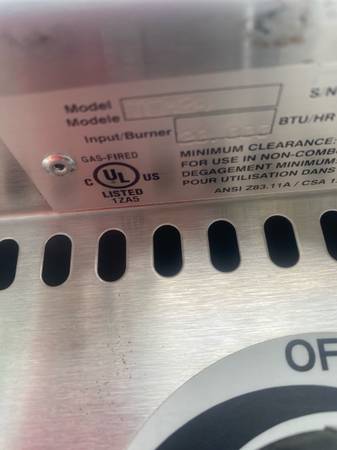 Model
Modele
Input/Burner BTU/HR
S/N
GAS-FIRED
C UL US
LISTED
1ZA5
MINIMUM CLEARANCE:
FOR USE IN NON-COMB
DEGAGEMENT MINIMUM:
POUR UTILISATION DANS
ANSI Z83.11A / CSA 1
OF